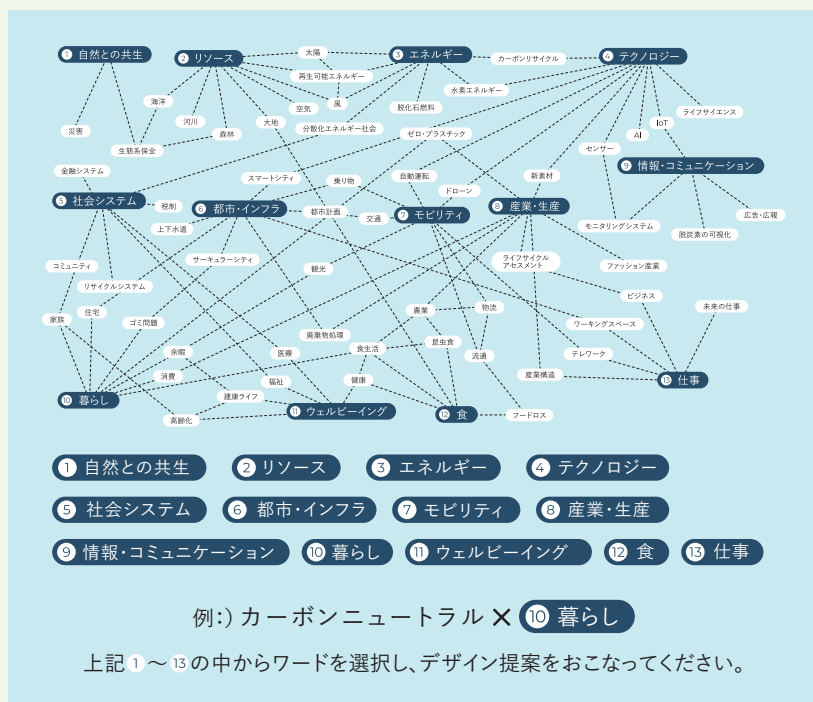 ① 自然との共生
② リソース
太陽
③ エネルギー
カーボンリサイクル
④ テクノロジー
再生可能エネルギー
水素エネルギー
海洋
空気
風
脱化石燃料
ライフサイエンス
河川
大地
IoT
災害
森林
分散化エネルギー社会
ゼロ・プラスチック
AI
生態系保全
センサー
⑨ 情報・コミュニケーション
金融システム
スマートシティ
乗り物
自動運転
新素材
ドローン
⑤ 社会システム
税制
⑥ 都市・インフラ
都市計画
交通
⑦ モビリティ
⑧ 産業・生産
広告・広報
上下水道
モニタリングシステム
脱炭素の可視化
コミュニティ
サーキュラーシティ
観光
ライフサイクル
アセスメント
ファッション産業
リサイクルシステム
ビジネス
家族
住宅
ゴミ問題
農業
物流
未来の仕事
廃棄物処理
ワーキングスペース
余暇
医療
食生活
昆虫食
流通
テレワーク
消費
福祉
健康
産業構造
⑬ 仕事
⑩ 暮らし
建康ライフ
高齢化
⑪ ウェルビーイング
⑫ 食
フードロス
① 自然との共生 ② リソース ③ エネルギー ④ テクノロジー
⑤ 社会システム ⑥ 都市・インフラ ⑦ モビリティ ⑧ 産業・生産
⑨ 情報・コミュニケーション ⑩ 暮らし ⑪ ウェルビーイング ⑫ 食 ⑬ 仕事
例:) カーボンニュートラル × ⑩ 暮らし
上記①〜⑬の中からワードを選択し、デザイン提案をおこなってください。